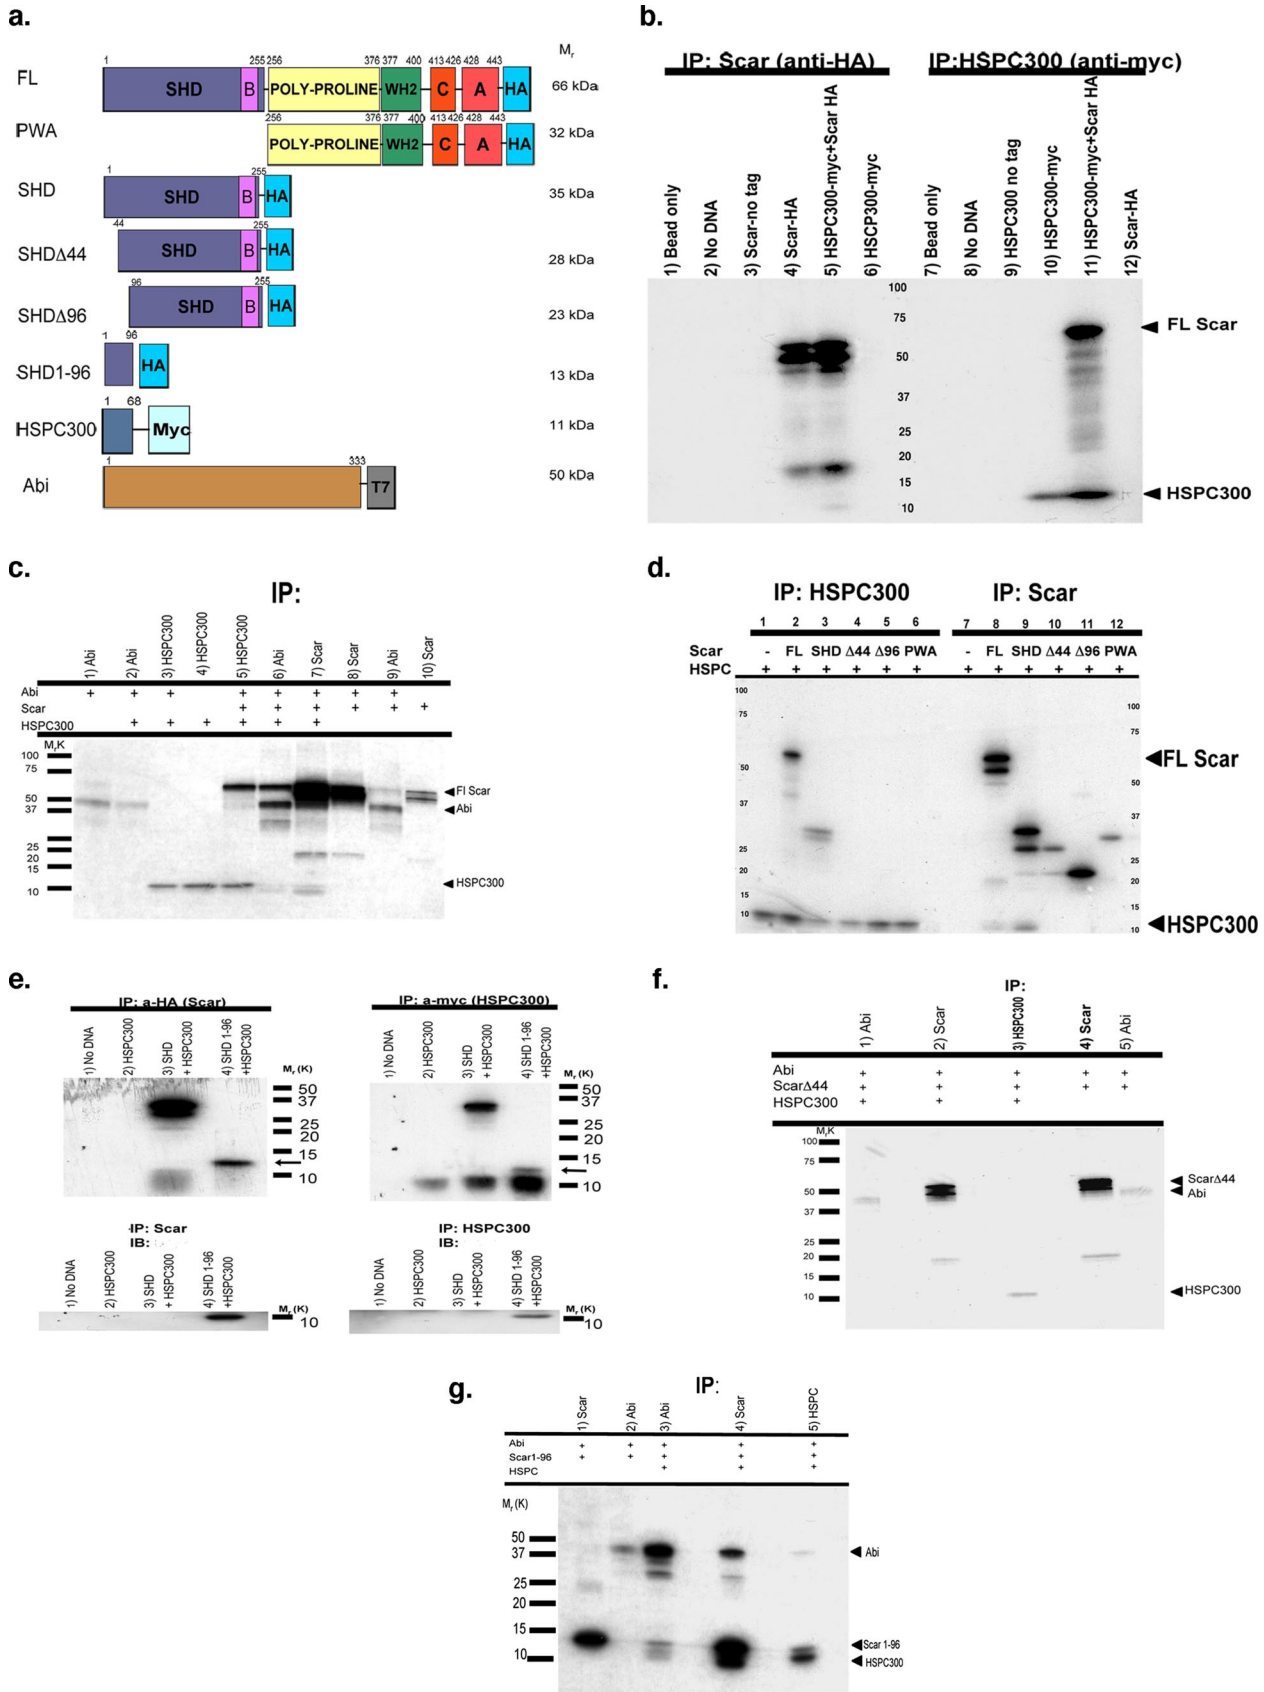 a.
1 255 256 376 377 400 413 426 428 443 Mr
FL SHD B POLY-PROLINE WH2 C A HA 66 kDa
256 376 377 400 413 426 428 443
PWA POLY-PROLINE WH2 C A HA 32 kDa
1 255
SHD SHD B HA 35 kDa
44 255
SHDΔ44 SHD B HA 28 kDa
96 255
SHDΔ96 SHD B HA 23 kDa
1 96
SHD1-96 HA 13 kDa
1 68
HSPC300 Myc 11 kDa
1 333
Abi T7 50 kDa
b.
IP: Scar (anti-HA) IP:HSPC300 (anti-myc)
1) Bead only
2) No DNA
3) Scar-no tag
4) Scar-HA
5) HSPC300-myc+Scar HA
6) HSCP300-myc
7) Bead only
8) No DNA
9) HSPC300 no tag
10) HSPC300-myc
11) HSPC300-myc+Scar HA
12) Scar-HA
100
75
50
37
25
20
15
10
FL Scar
HSPC300
c.
IP:
1) Abi
2) Abi
3) HSPC300
4) HSPC300
5) HSPC300
6) Abi
7) Scar
8) Scar
9) Abi
10) Scar
Abi + + + + + + + +
Scar + + + + + +
HSPC300 + + + + + +
MrK
100
75
50
37
25
20
15
10
Fl Scar
Abi
HSPC300
d.
IP: HSPC300 IP: Scar
1 2 3 4 5 6 7 8 9 10 11 12
Scar - FL SHD Δ44 Δ96 PWA - FL SHD Δ44 Δ96 PWA
HSPC + + + + + + + + + + + +
100
75
50
37
25
20
15
10
100
75
50
37
25
20
15
10
FL Scar
HSPC300
e.
IP: a-HA (Scar) IP: a-myc (HSPC300)
1) No DNA
2) HSPC300
3) SHD + HSPC300
4) SHD 1-96 +HSPC300
Mr (K)
50
37
25
20
15
10
1) No DNA
2) HSPC300
3) SHD + HSPC300
4) SHD 1-96 +HSPC300
Mr (K)
50
37
25
20
15
10
IP: Scar
IB:
1) No DNA
2) HSPC300
3) SHD + HSPC300
4) SHD 1-96 +HSPC300
Mr (K)
10
IP: HSPC300
IB:
1) No DNA
2) HSPC300
3) SHD + HSPC300
4) SHD 1-96 +HSPC300
Mr (K)
10
f.
IP:
1) Abi
2) Scar
3) HSPC300
4) Scar
5) Abi
Abi + + + + +
ScarΔ44 + + + + +
HSPC300 + + +
MrK
100
75
50
37
25
20
15
10
ScarΔ44
Abi
HSPC300
g.
IP:
1) Scar
2) Abi
3) Abi
4) Scar
5) HSPC
Abi + + + + +
Scar1-96 + + + + +
HSPC + + +
Mr (K)
50
37
25
20
15
10
Abi
Scar 1-96
HSPC300